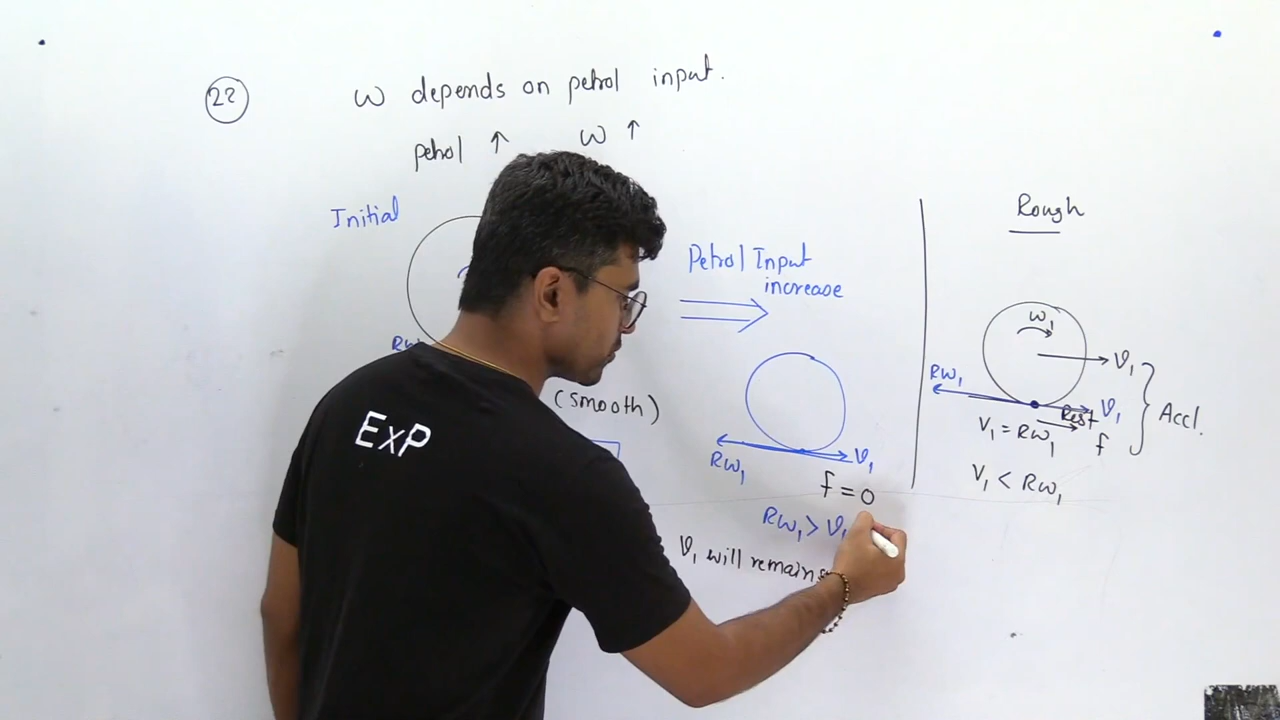 22
ω depends on petrol input.
petrol ↑ ω ↑
Initial
Petrol Input
increase
(smooth)
Rω₁
v₁
f = 0
Rω₁ > v₁
v₁ will remain
Rough
ω₁
v₁
Rω₁
v₁
Rest
f
Accl.
v₁ = Rω₁
v₁ < Rω₁
ExP